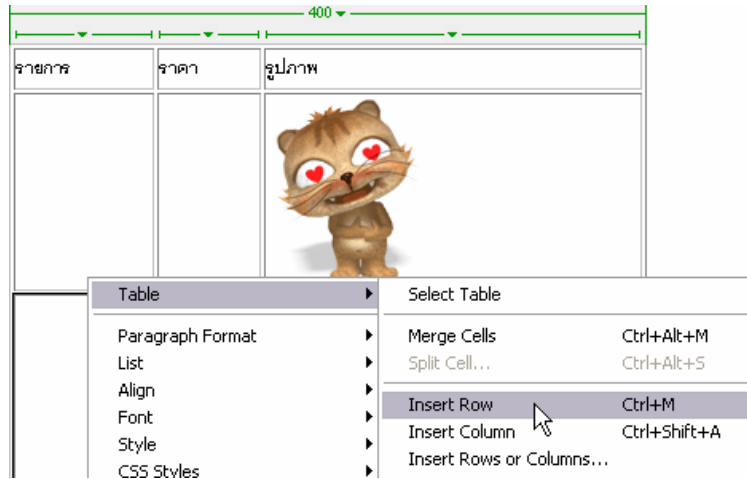 400
รายการ ราคา รูปภาพ
Table
Select Table
Paragraph Format
Merge Cells Ctrl+Alt+M
List
Split Cell... Ctrl+Alt+S
Align
Insert Row Ctrl+M
Font
Insert Column Ctrl+Shift+A
Style
Insert Rows or Columns...
CSS Styles